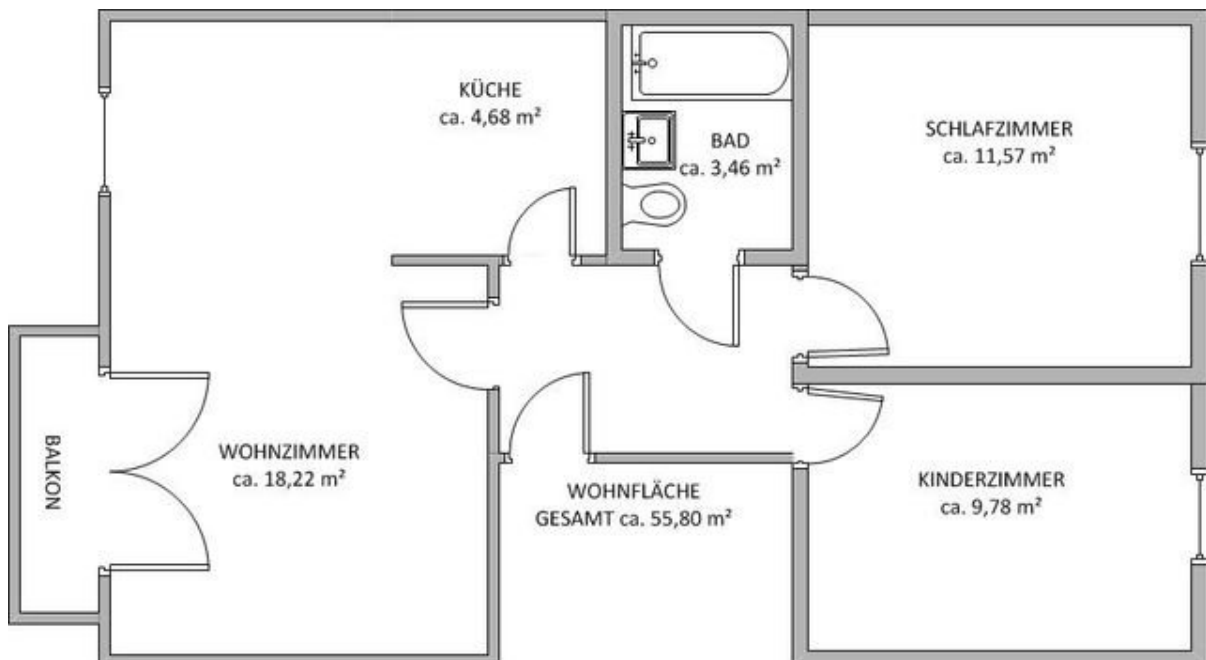 KÜCHE
ca. 4,68 m²
BAD
ca. 3,46 m²
SCHLAFZIMMER
ca. 11,57 m²
BALKON
WOHNZIMMER
ca. 18,22 m²
WOHNFLÄCHE
GESAMT ca. 55,80 m²
KINDERZIMMER
ca. 9,78 m²